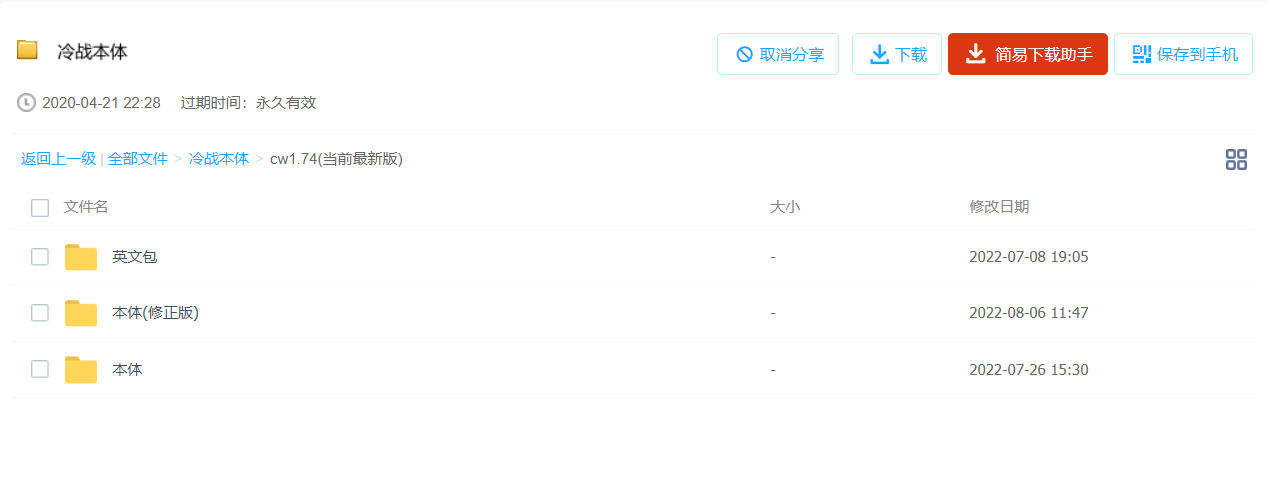 冷战本体
取消分享 下载 简易下载助手 保存到手机
2020-04-21 22:28 过期时间：永久有效
返回上一级 | 全部文件 > 冷战本体 > cw1.74(当前最新版)
文件名 大小 修改日期
英文包 - 2022-07-08 19:05
本体(修正版) - 2022-08-06 11:47
本体 - 2022-07-26 15:30